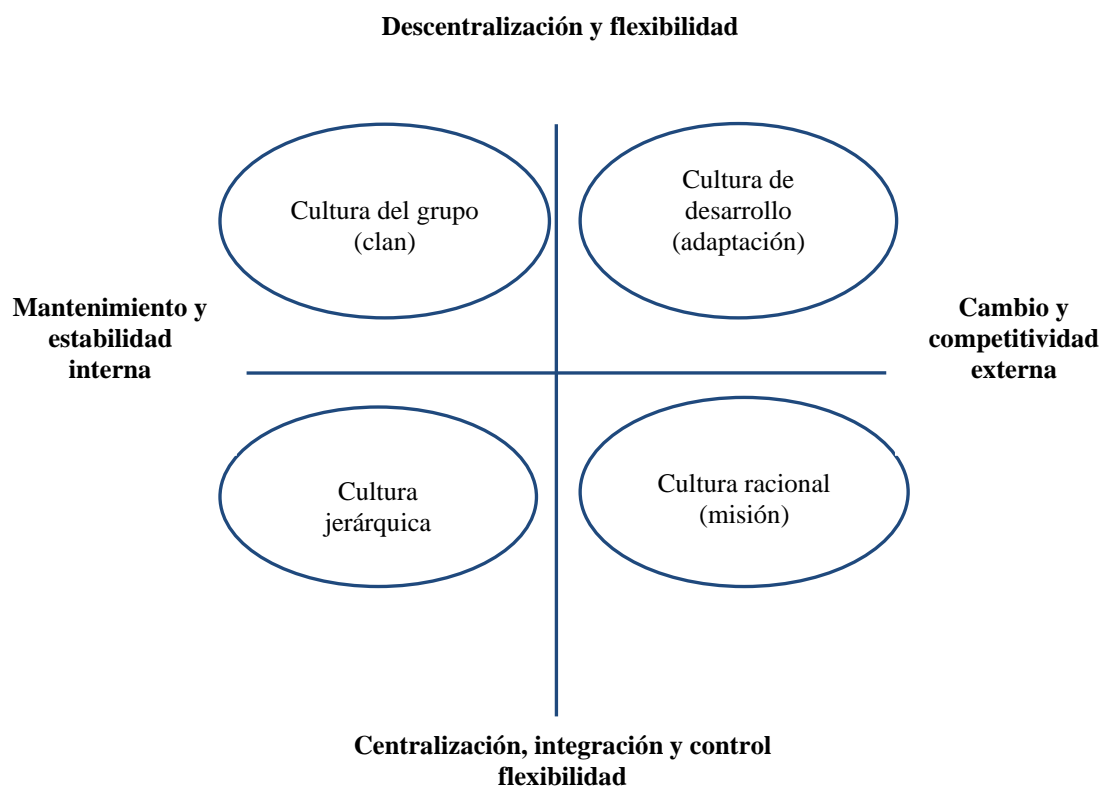 Descentralización y flexibilidad
Cultura del grupo
(clan)
Cultura de
desarrollo
(adaptación)
Mantenimiento y
estabilidad
interna
Cambio y
competitividad
externa
Cultura
jerárquica
Cultura racional
(misión)
Centralización, integración y control
flexibilidad